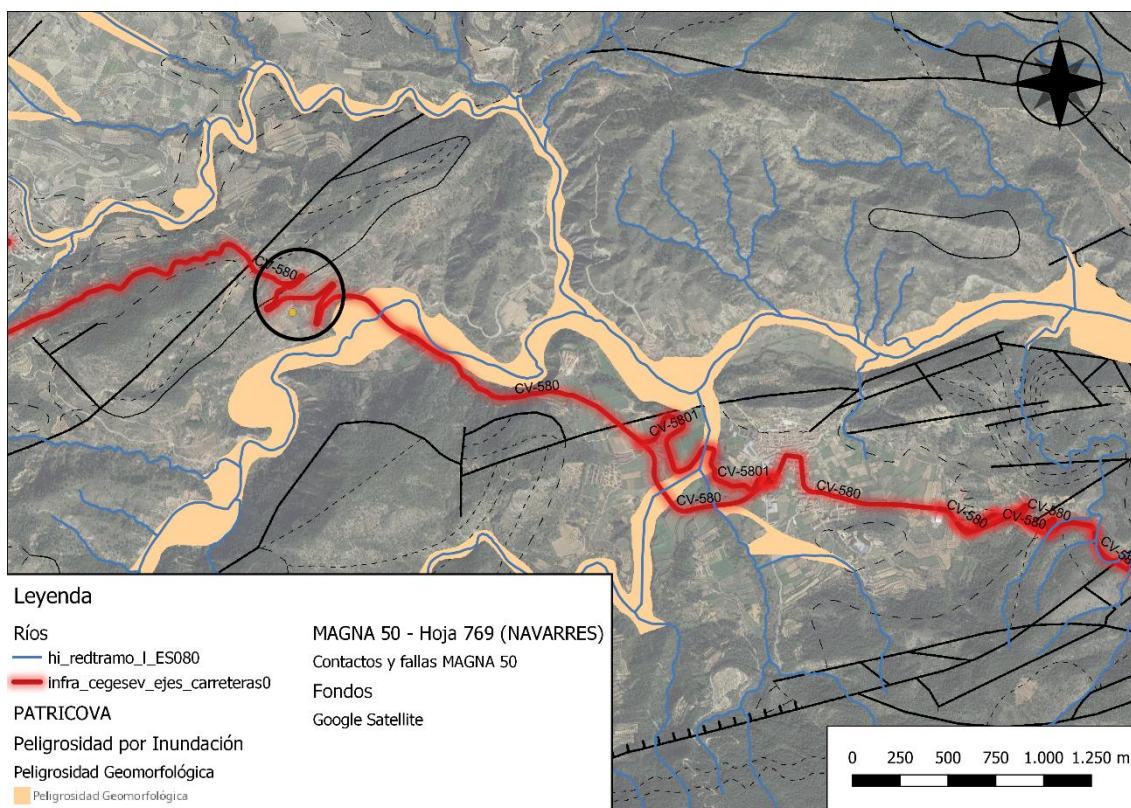 CV-580
CV-580
CV-5801
CV-5801
CV-580
CV-580
CV-580
CV-580
CV-580
CV-58
Leyenda
Ríos
hi_redtramo_l_ES080
infra_cegesev_ejes_carreteras0
PATRICOVA
Peligrosidad por Inundación
Peligrosidad Geomorfológica
Peligrosidad Geomorfológica
MAGNA 50 - Hoja 769 (NAVARRES)
Contactos y fallas MAGNA 50
Fondos
Google Satellite
0 250 500 750 1.000 1.250 m